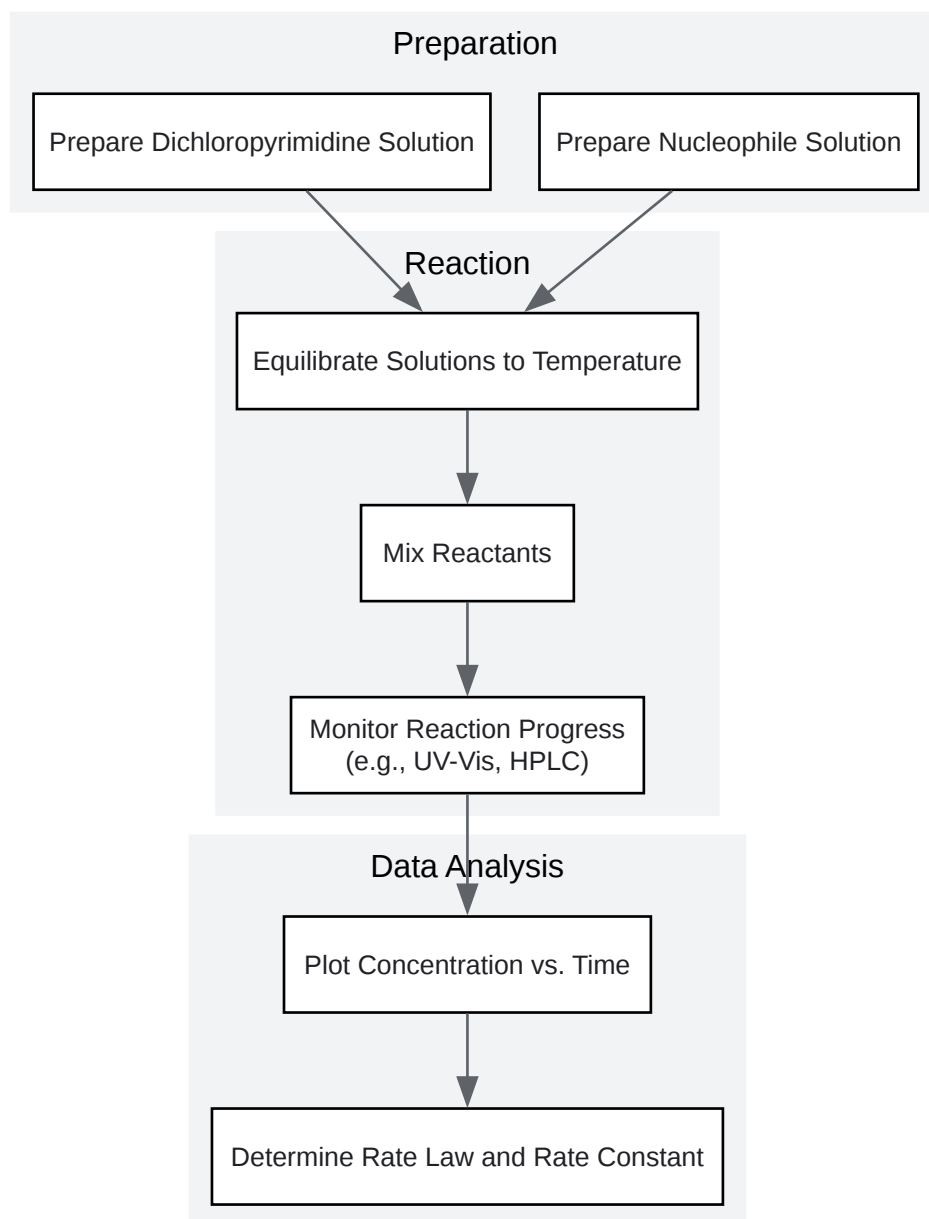 Preparation
Prepare Dichloropyrimidine Solution
Prepare Nucleophile Solution
Reaction
Equilibrate Solutions to Temperature
Mix Reactants
Monitor Reaction Progress
(e.g., UV-Vis, HPLC)
Data Analysis
Plot Concentration vs. Time
Determine Rate Law and Rate Constant